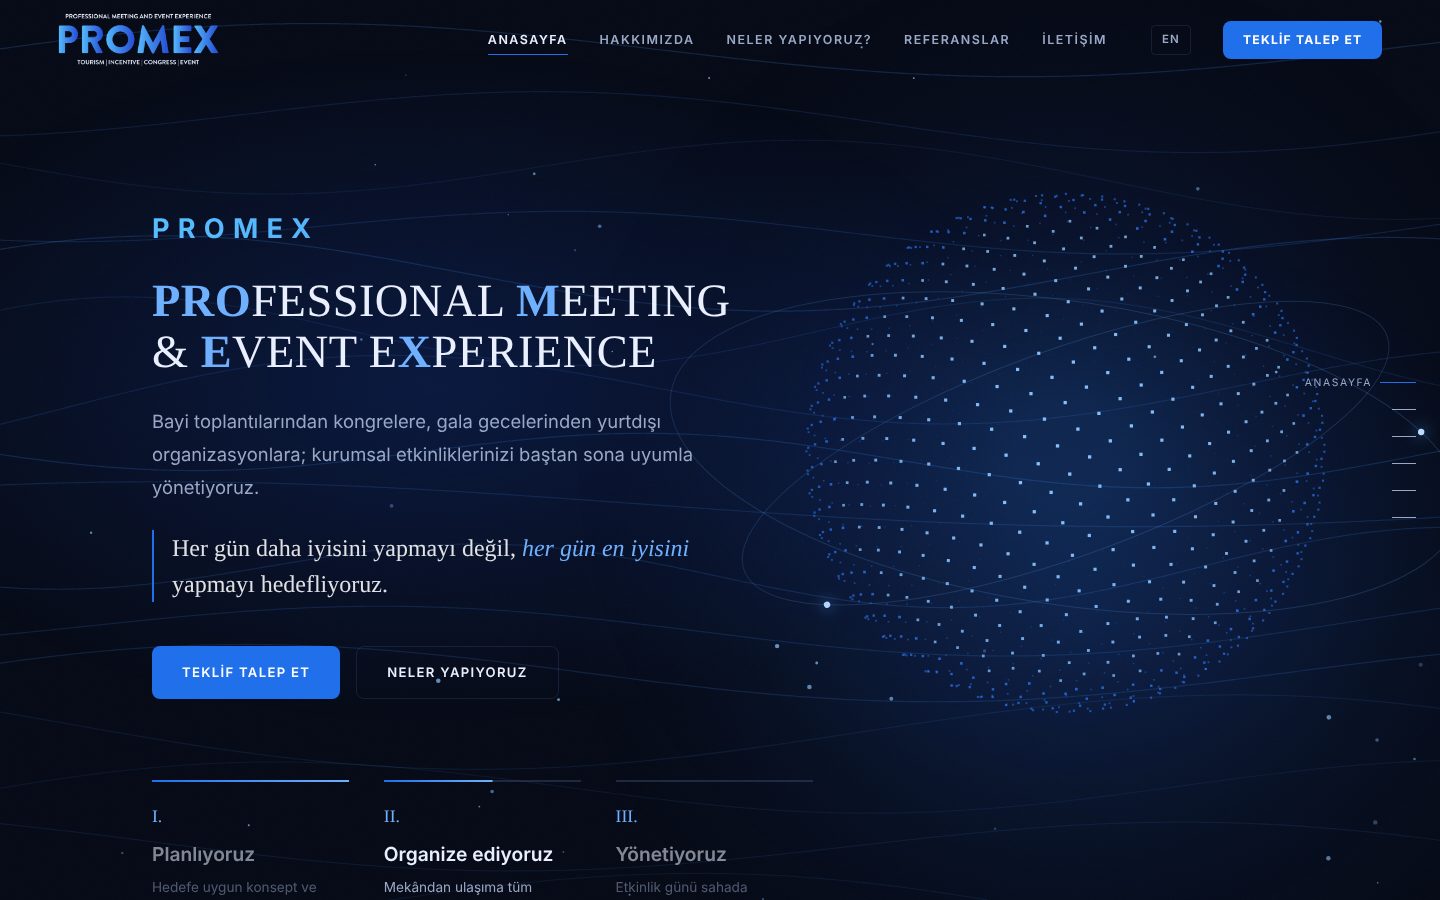 PROFESSIONAL MEETING AND EVENT EXPERIENCE
PROMEX
TOURISM | INCENTIVE | CONGRESS | EVENT
ANASAYFA
HAKKIMIZDA
NELER YAPIYORUZ?
REFERANSLAR
İLETİŞİM
EN
TEKLİF TALEP ET
PROMEX
PROFESSIONAL MEETING
& EVENT EXPERIENCE
Bayi toplantılarından kongrelere, gala gecelerinden yurtdışı
organizasyonlara; kurumsal etkinliklerinizi baştan sona uyumla
yönetiyoruz.
Her gün daha iyisini yapmayı değil, her gün en iyisini
yapmayı hedefliyoruz.
TEKLİF TALEP ET
NELER YAPIYORUZ
ANASAYFA
I.
Planlıyoruz
Hedefe uygun konsept ve
II.
Organize ediyoruz
Mekândan ulaşıma tüm
III.
Yönetiyoruz
Etkinlik günü sahada